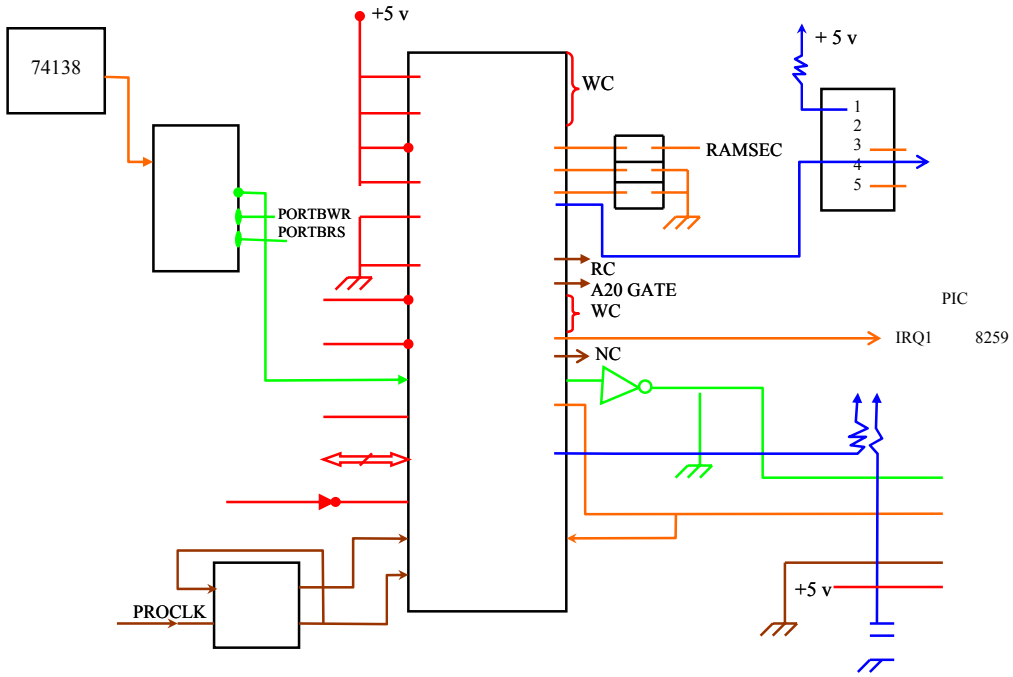 +5 v
74138
WC
+ 5 v
1
2
3
4
5
RAMSEC
PORTBWR
PORTBRS
RC
A20 GATE
WC
PIC
IRQ1 8259
NC
+5 v
PROCLK